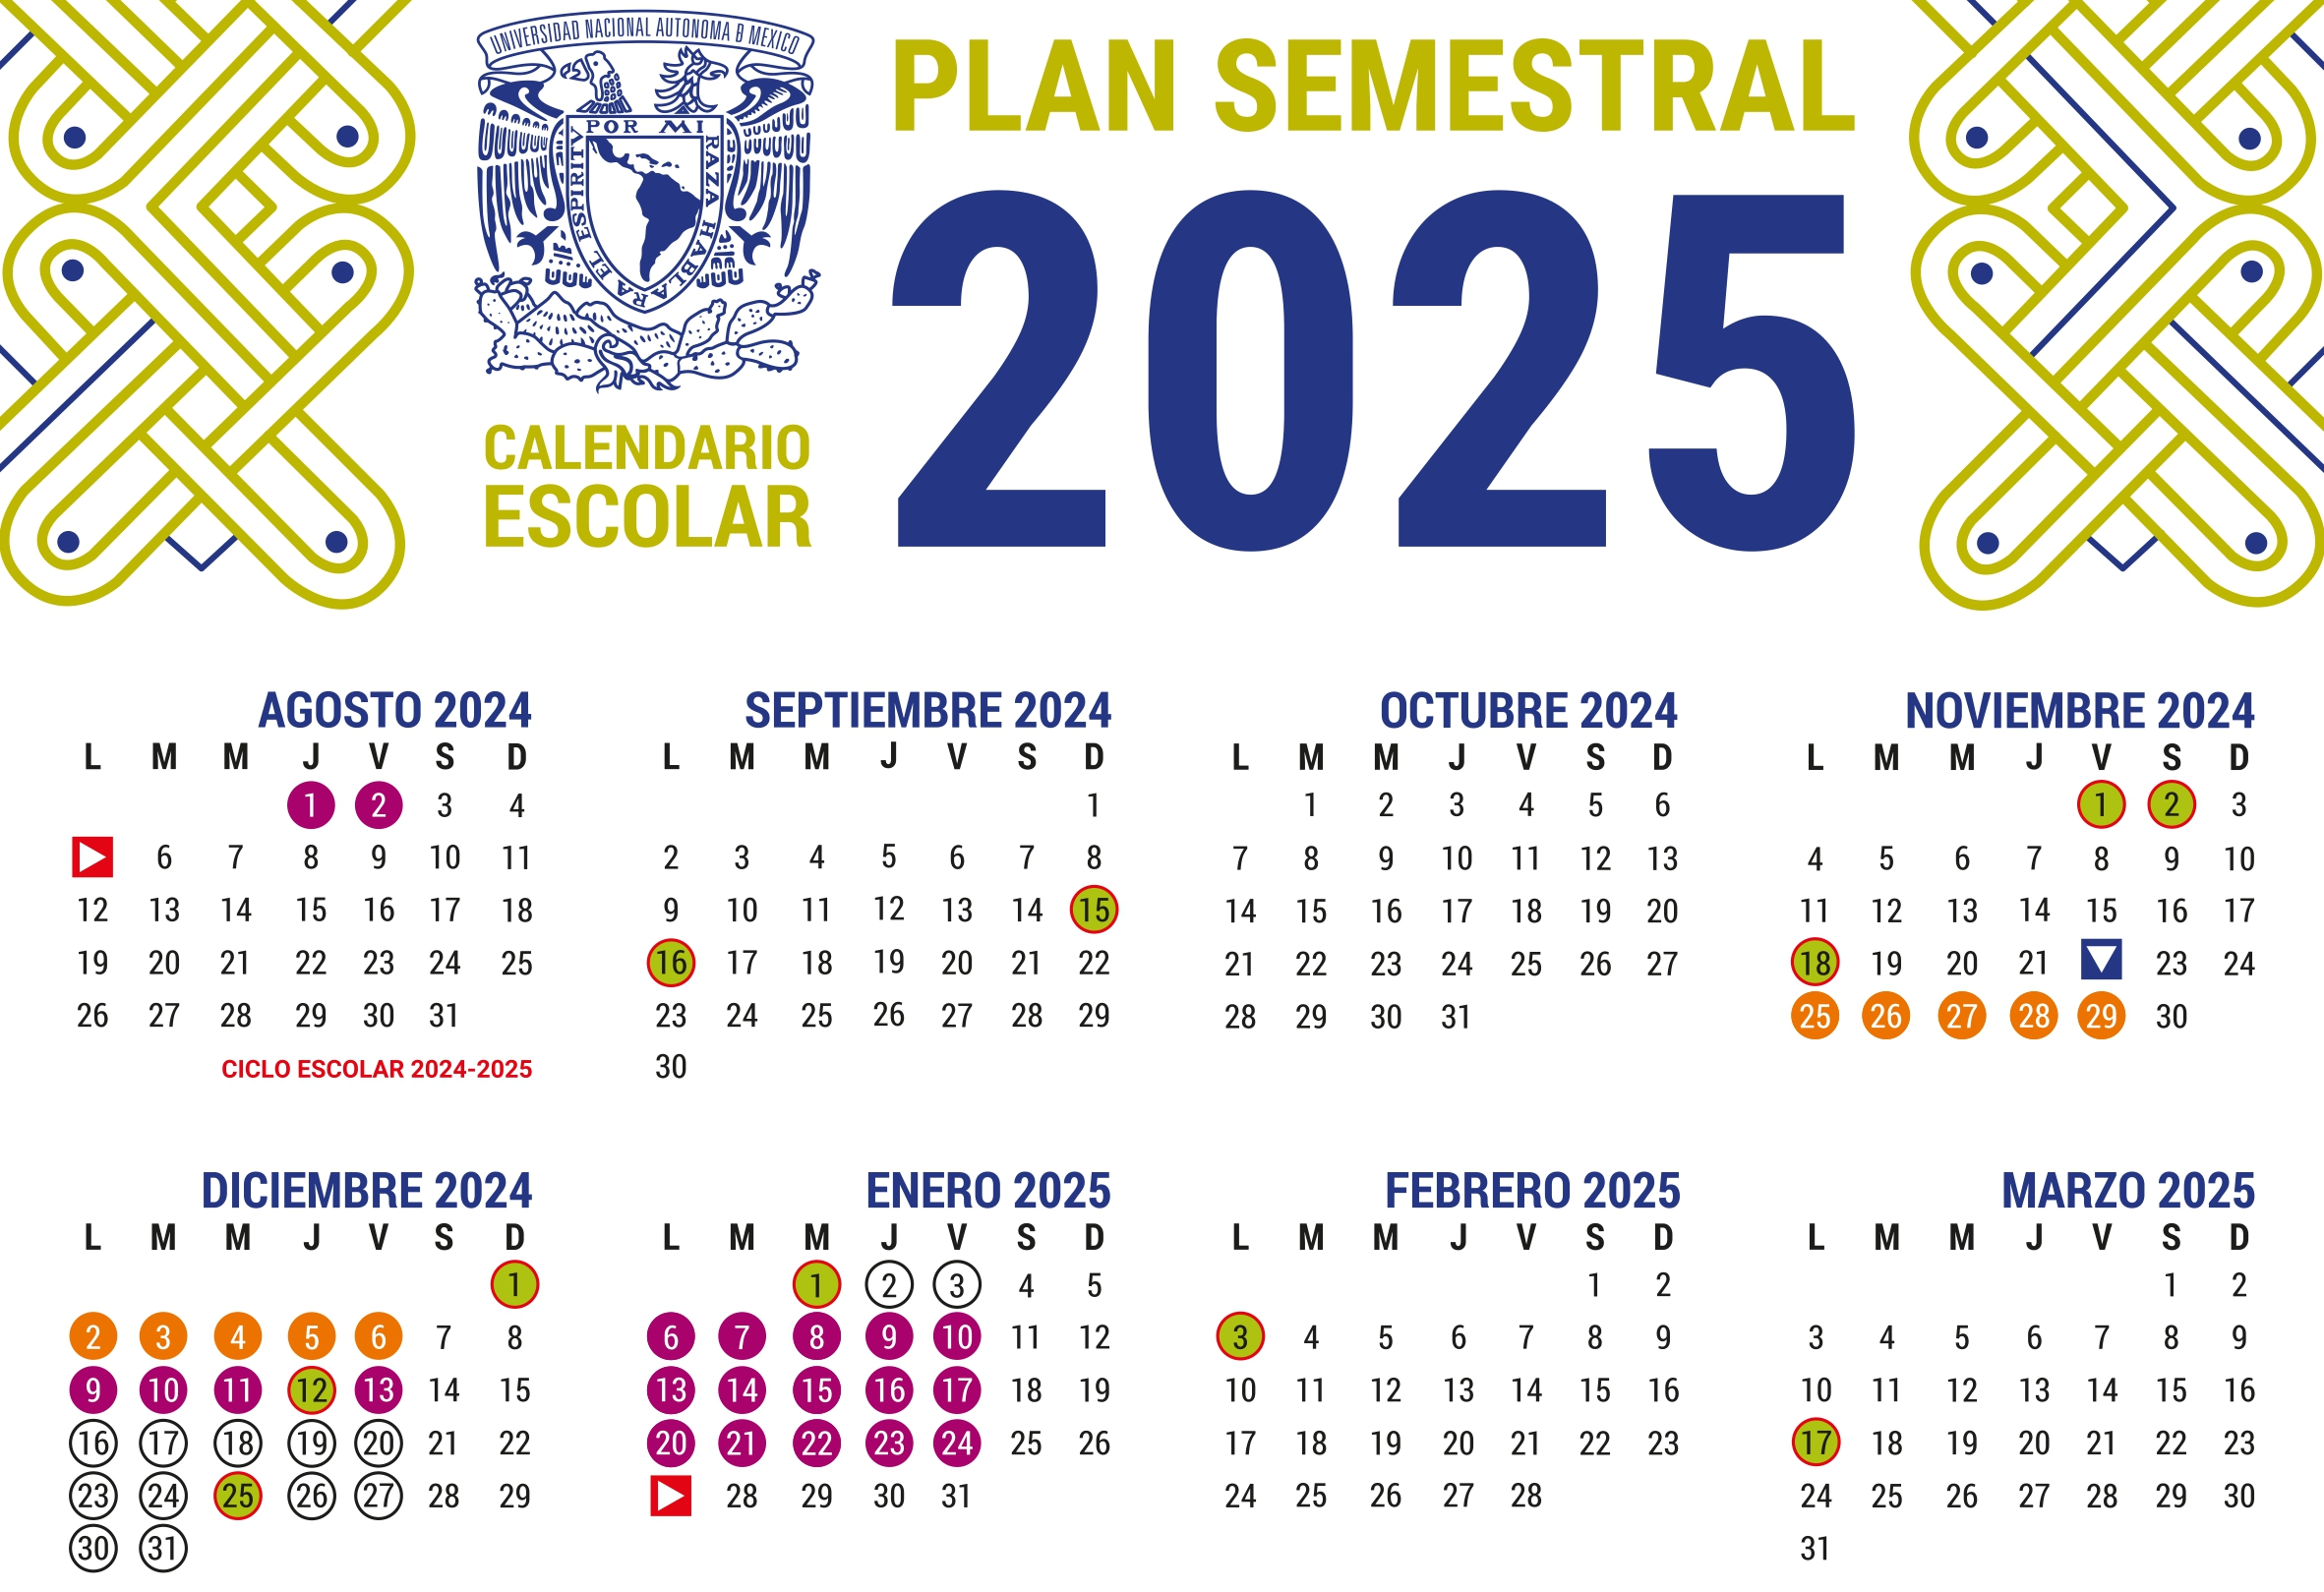 UNIVERSIDAD NACIONAL AUTONOMA D MEXICO
POR MI RAZA HABLARA EL ESPIRITV
CALENDARIO
ESCOLAR
PLAN SEMESTRAL
2025
AGOSTO 2024
L M M J V S D
1 2 3 4
6 7 8 9 10 11
12 13 14 15 16 17 18
19 20 21 22 23 24 25
26 27 28 29 30 31
CICLO ESCOLAR 2024-2025
SEPTIEMBRE 2024
L M M J V S D
1
2 3 4 5 6 7 8
9 10 11 12 13 14 15
16 17 18 19 20 21 22
23 24 25 26 27 28 29
30
OCTUBRE 2024
L M M J V S D
1 2 3 4 5 6
7 8 9 10 11 12 13
14 15 16 17 18 19 20
21 22 23 24 25 26 27
28 29 30 31
NOVIEMBRE 2024
L M M J V S D
1 2 3
4 5 6 7 8 9 10
11 12 13 14 15 16 17
18 19 20 21 23 24
25 26 27 28 29 30
DICIEMBRE 2024
L M M J V S D
1
2 3 4 5 6 7 8
9 10 11 12 13 14 15
16 17 18 19 20 21 22
23 24 25 26 27 28 29
30 31
ENERO 2025
L M M J V S D
1 2 3 4 5
6 7 8 9 10 11 12
13 14 15 16 17 18 19
20 21 22 23 24 25 26
28 29 30 31
FEBRERO 2025
L M M J V S D
1 2
3 4 5 6 7 8 9
10 11 12 13 14 15 16
17 18 19 20 21 22 23
24 25 26 27 28
MARZO 2025
L M M J V S D
1 2
3 4 5 6 7 8 9
10 11 12 13 14 15 16
17 18 19 20 21 22 23
24 25 26 27 28 29 30
31